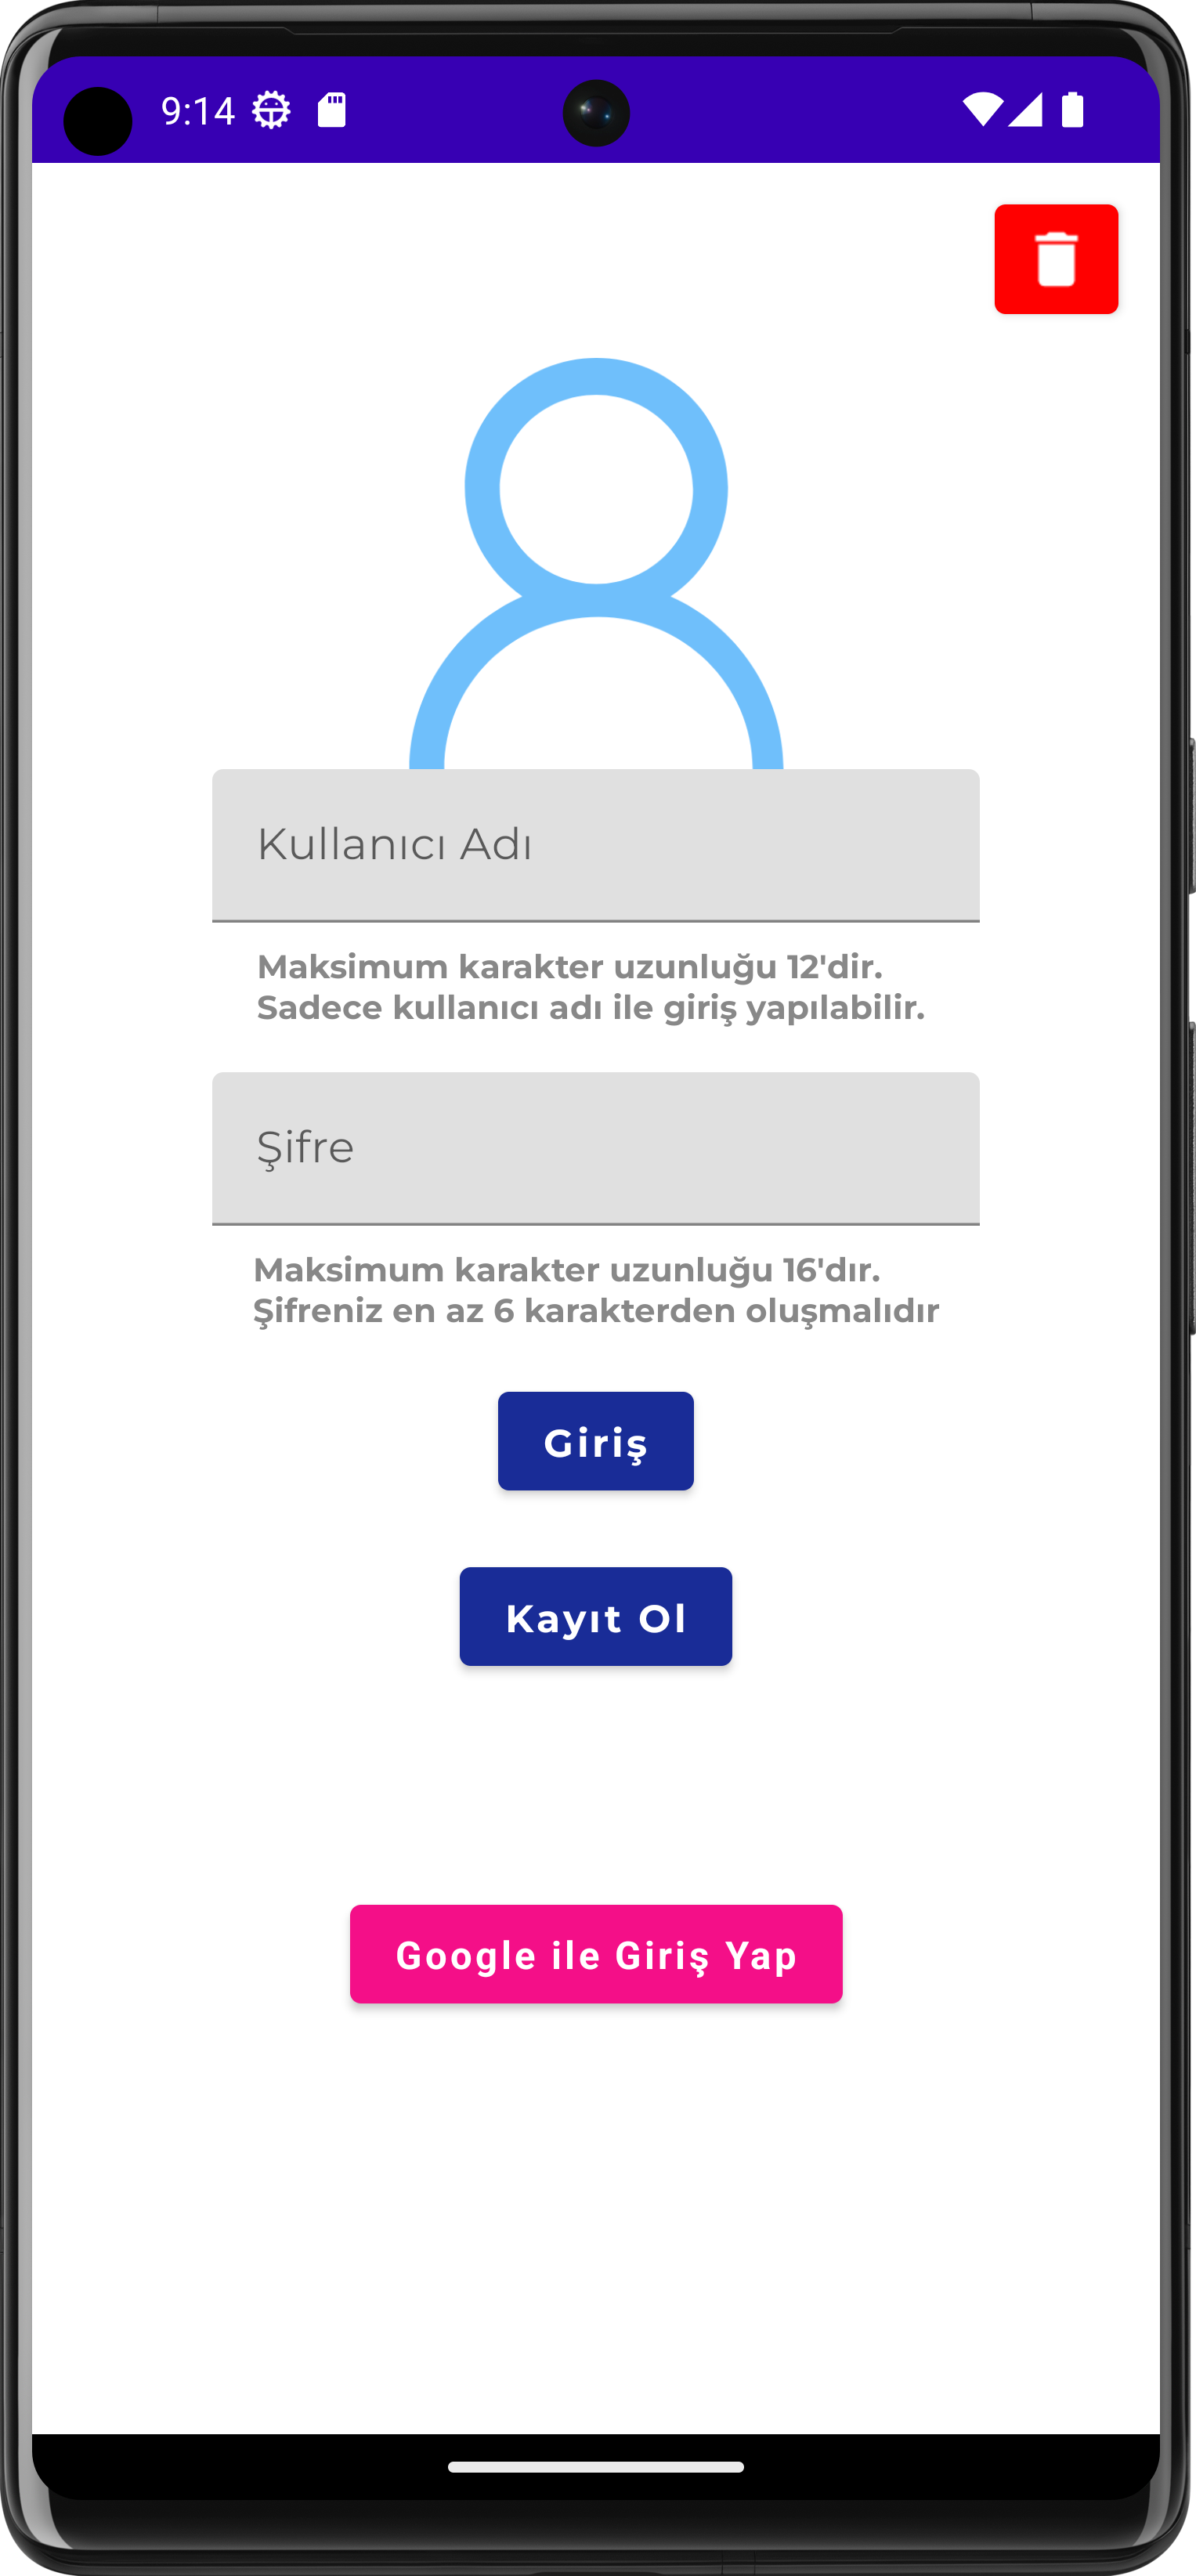 9:14
Kullanıcı Adı
Maksimum karakter uzunluğu 12'dir.
Sadece kullanıcı adı ile giriş yapılabilir.
Şifre
Maksimum karakter uzunluğu 16'dır.
Şifreniz en az 6 karakterden oluşmalıdır
Giriş
Kayıt Ol
Google ile Giriş Yap